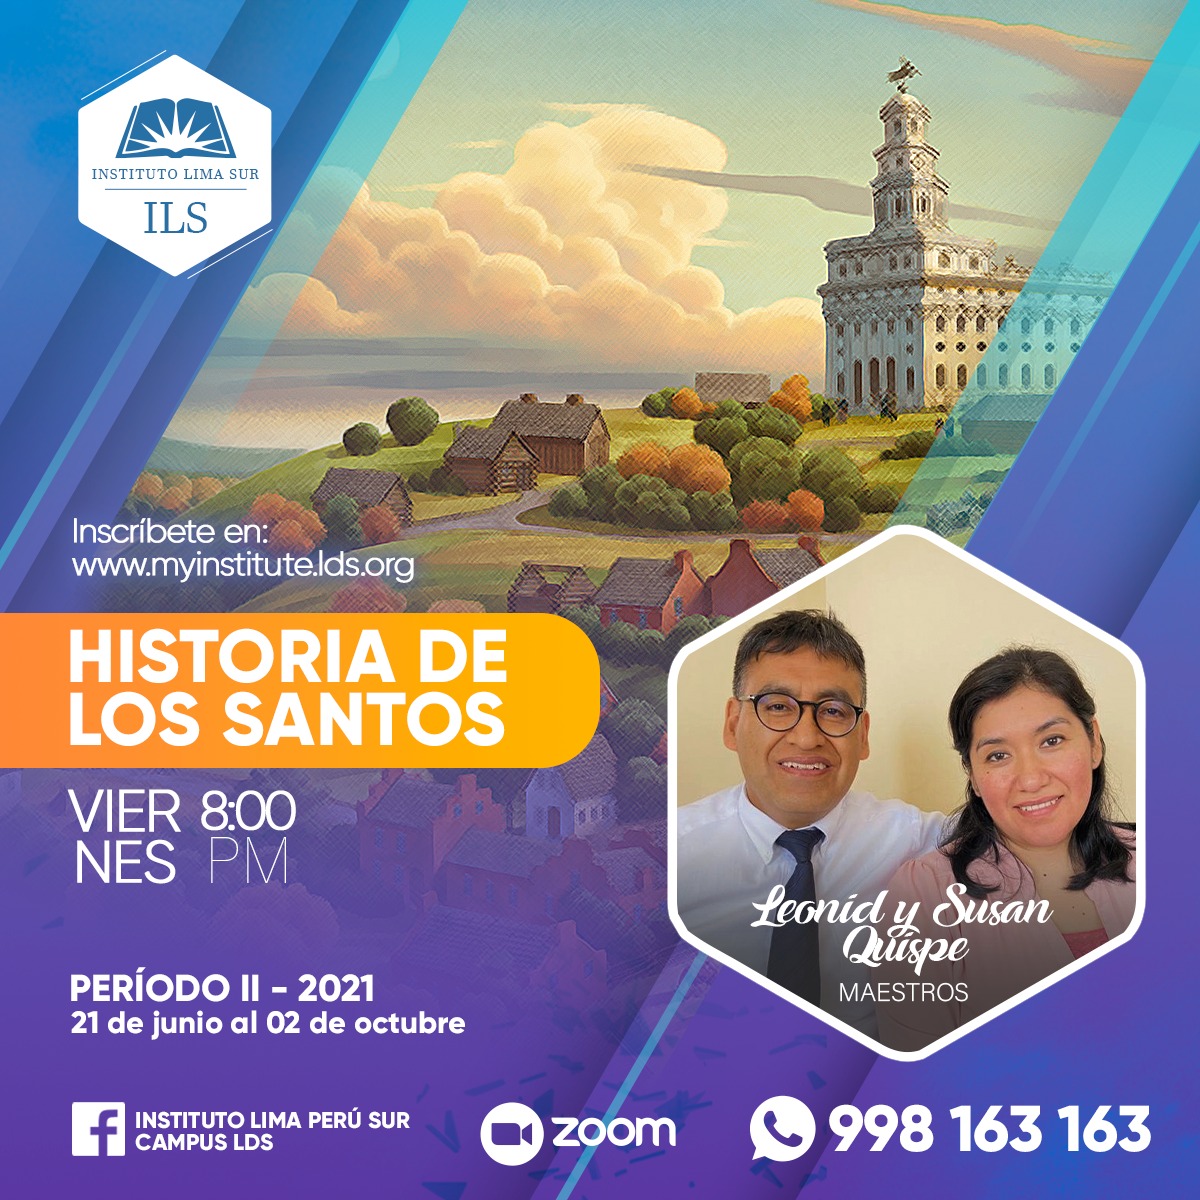 INSTITUTO LIMA SUR
ILS
Inscríbete en:
www.myinstitute.lds.org
HISTORIA DE
LOS SANTOS
VIER 8:00
NES PM
PERÍODO II - 2021
21 de junio al 02 de octubre
Leonid y Susan
Quispe
MAESTROS
INSTITUTO LIMA PERÚ SUR
CAMPUS LDS
zoom
998 163 163